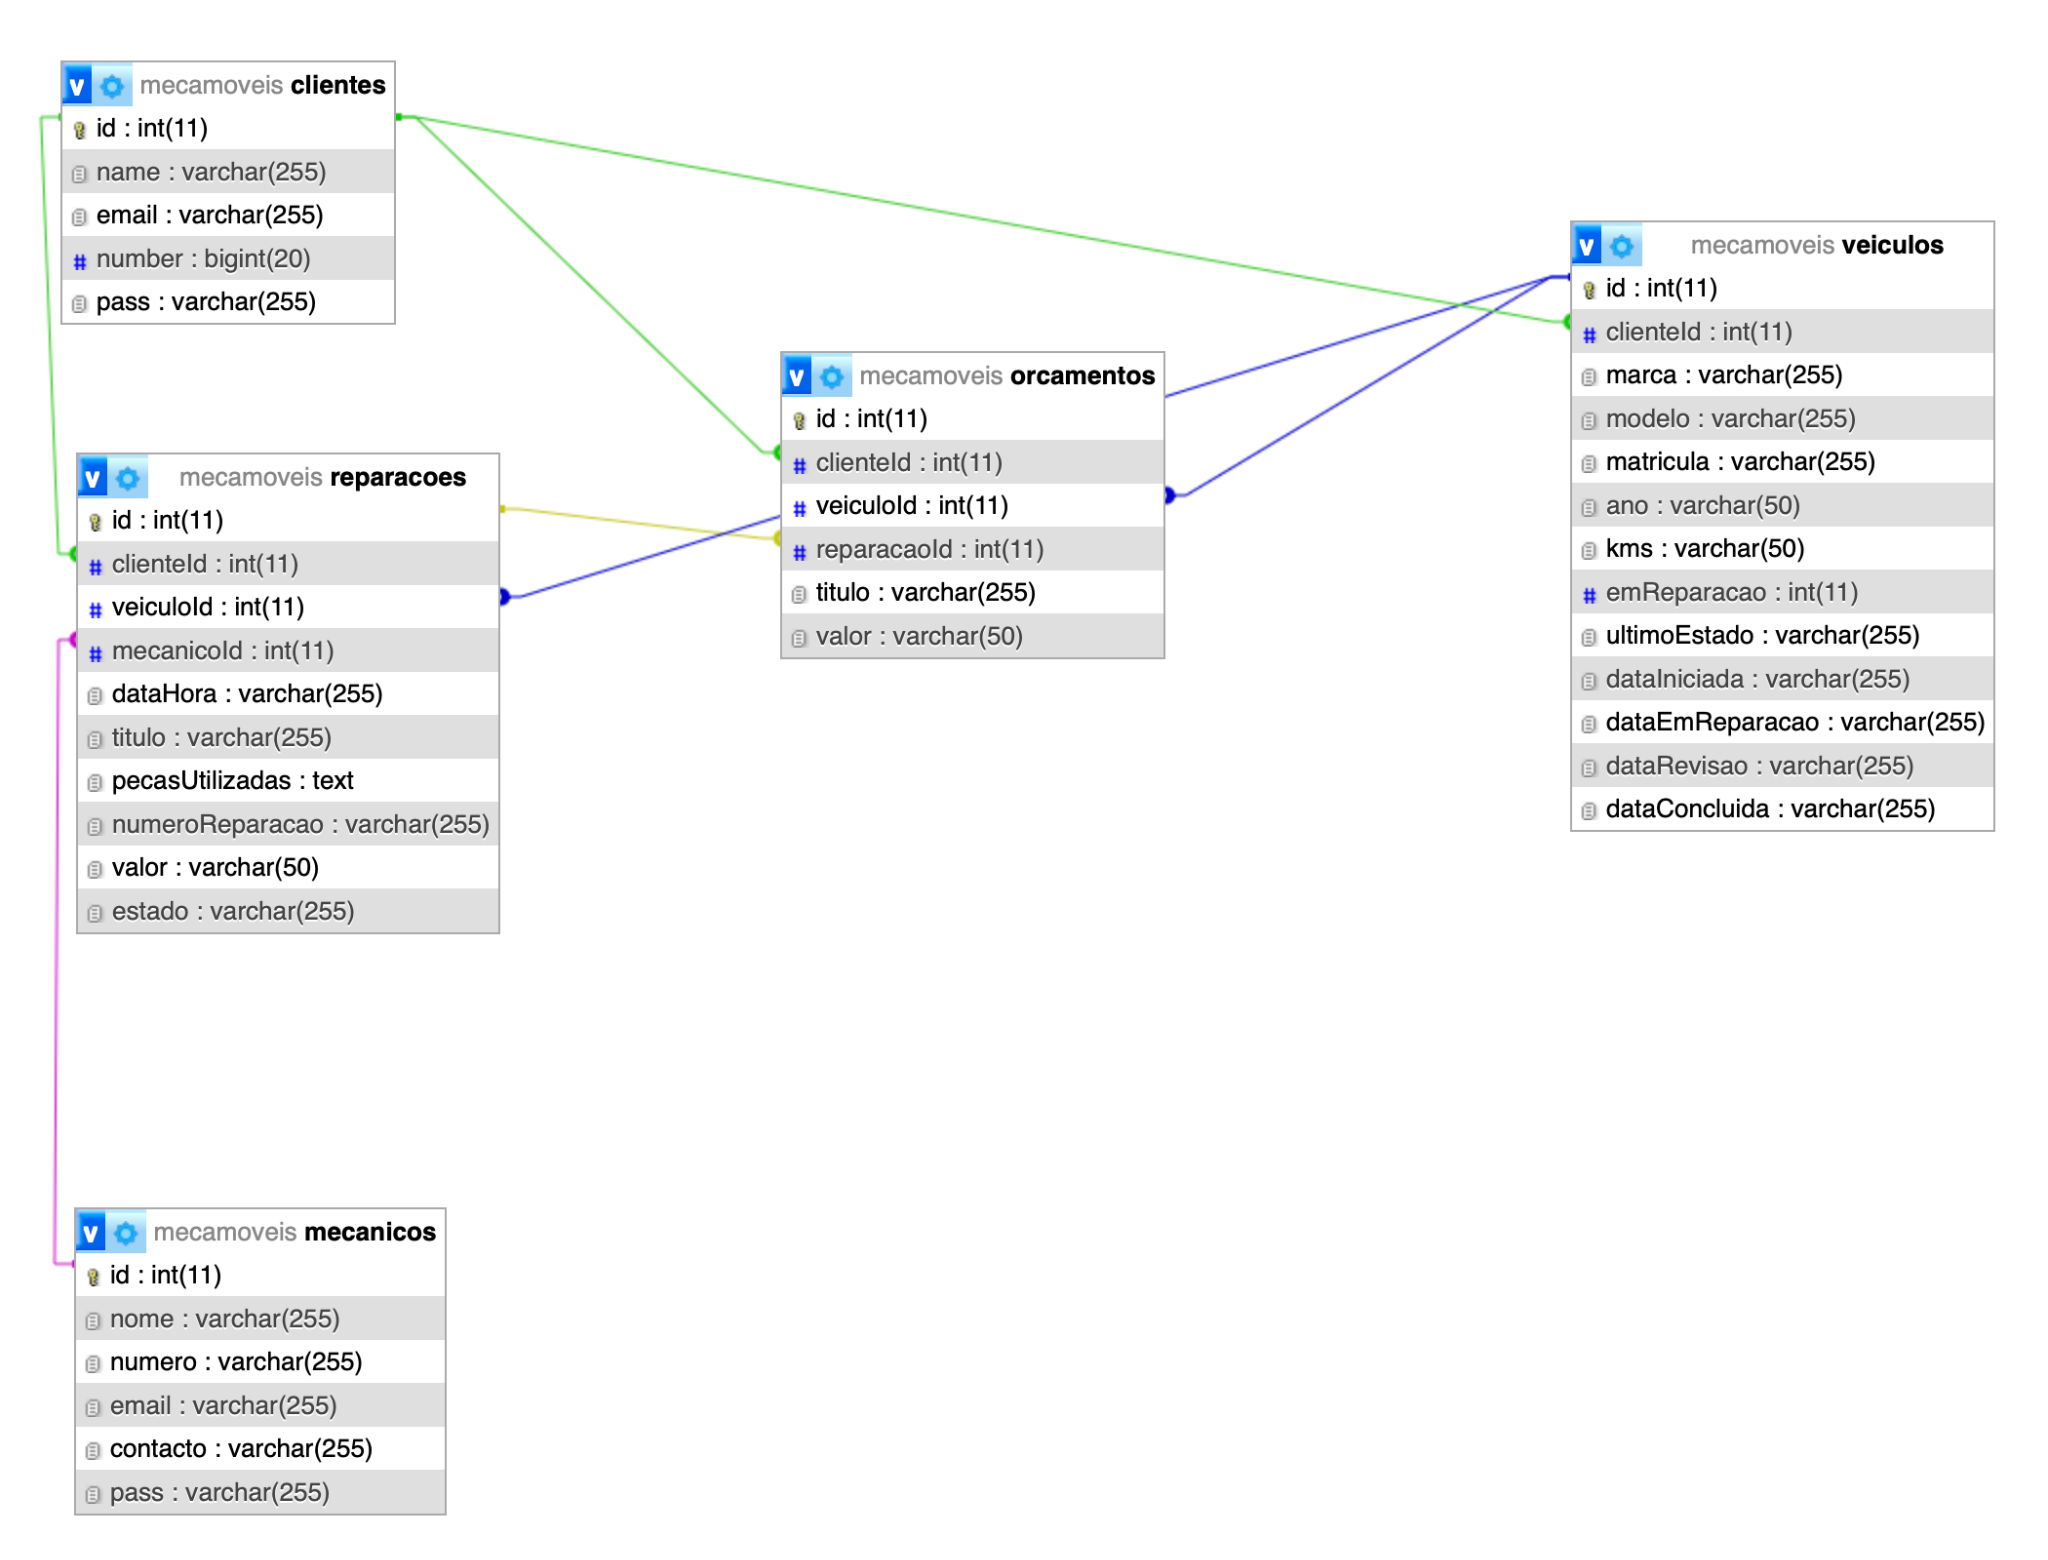 v mecamoveis clientes
id : int(11)
name : varchar(255)
email : varchar(255)
# number : bigint(20)
pass : varchar(255)
v mecamoveis veiculos
id : int(11)
# clienteId : int(11)
marca : varchar(255)
modelo : varchar(255)
matricula : varchar(255)
ano : varchar(50)
kms : varchar(50)
# emReparacao : int(11)
ultimoEstado : varchar(255)
dataIniciada : varchar(255)
dataEmReparacao : varchar(255)
dataRevisao : varchar(255)
dataConcluida : varchar(255)
v mecamoveis orcamentos
id : int(11)
# clienteId : int(11)
# veiculoId : int(11)
# reparacaoId : int(11)
titulo : varchar(255)
valor : varchar(50)
v mecamoveis reparacoes
id : int(11)
# clienteId : int(11)
# veiculoId : int(11)
# mecanicoId : int(11)
dataHora : varchar(255)
titulo : varchar(255)
pecasUtilizadas : text
numeroReparacao : varchar(255)
valor : varchar(50)
estado : varchar(255)
v mecamoveis mecanicos
id : int(11)
nome : varchar(255)
numero : varchar(255)
email : varchar(255)
contacto : varchar(255)
pass : varchar(255)